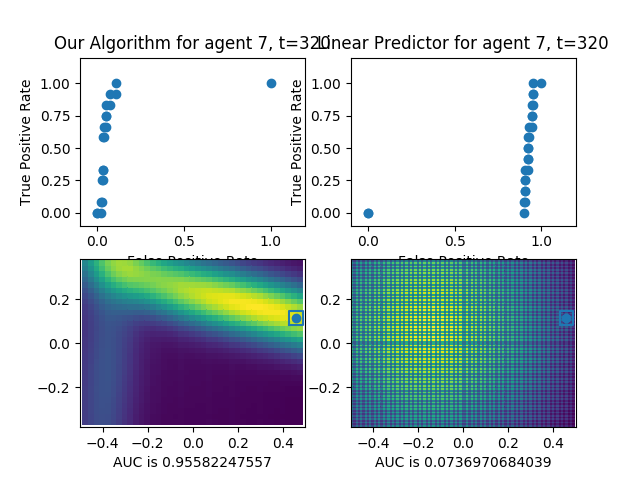 Our Algorithm for agent 7, t=320
Linear Predictor for agent 7, t=320
True Positive Rate
1.00
0.75
0.50
0.25
0.00
0.0 0.5 1.0
False Positive Rate
True Positive Rate
1.00
0.75
0.50
0.25
0.00
0.0 0.5 1.0
False Positive Rate
0.2
0.0
−0.2
−0.4 −0.2 0.0 0.2 0.4
AUC is 0.95582247557
0.2
0.0
−0.2
−0.4 −0.2 0.0 0.2 0.4
AUC is 0.0736970684039